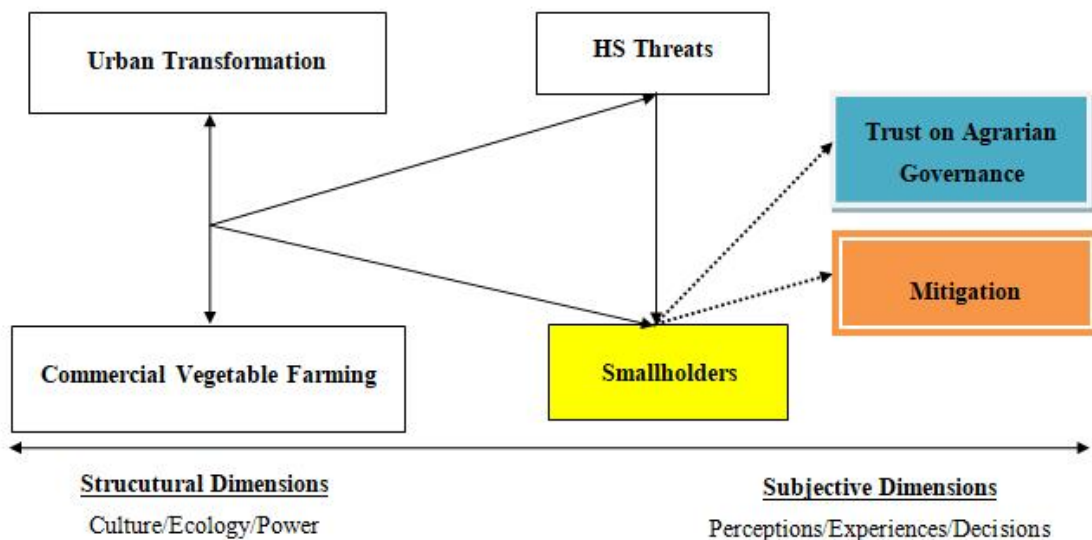 Urban Transformation
HS Threats
Trust on Agrarian
Governance
Mitigation
Commercial Vegetable Farming
Smallholders
Strucutural Dimensions
Culture/Ecology/Power
Subjective Dimensions
Perceptions/Experiences/Decisions